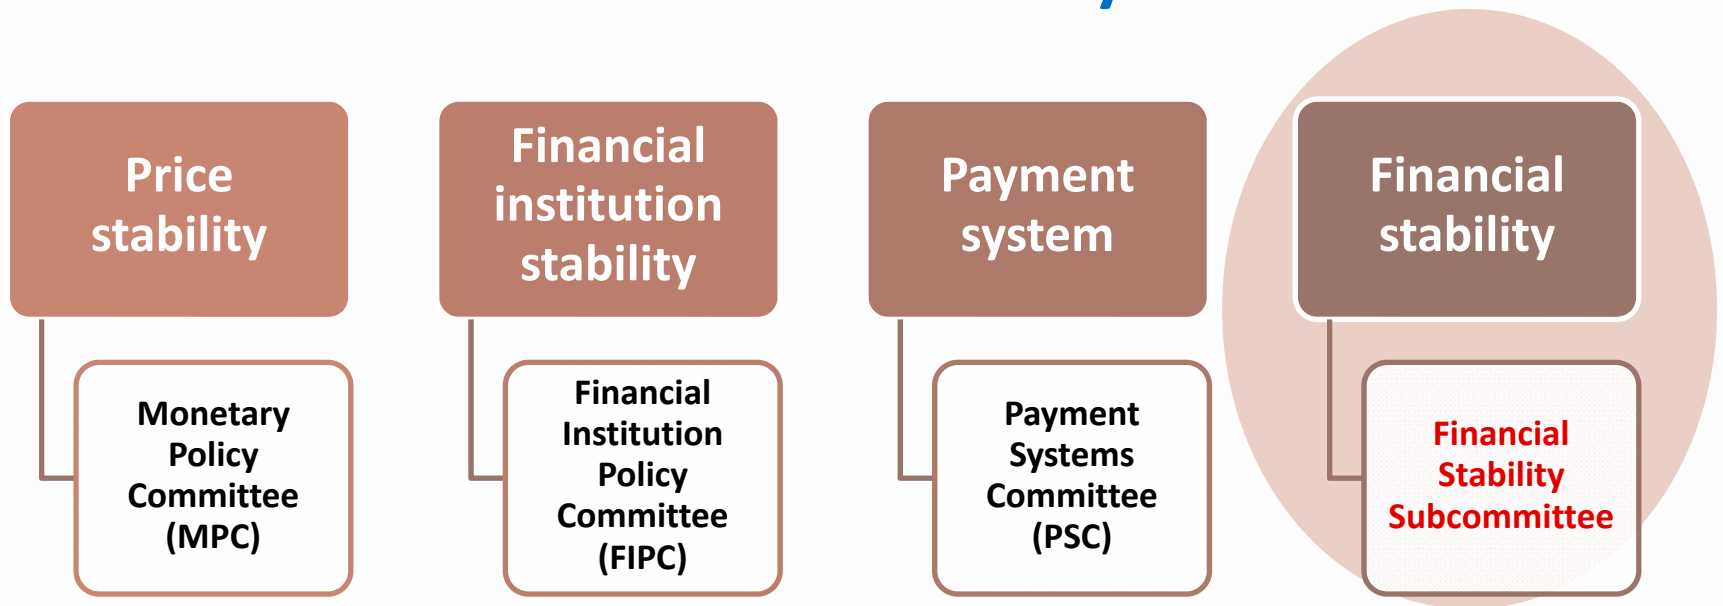 Price
stability
Financial
institution
stability
Payment
system
Financial
stability
Monetary
Policy
Committee
(MPC)
Financial
Institution
Policy
Committee
(FIPC)
Payment
Systems
Committee
(PSC)
Financial
Stability
Subcommittee